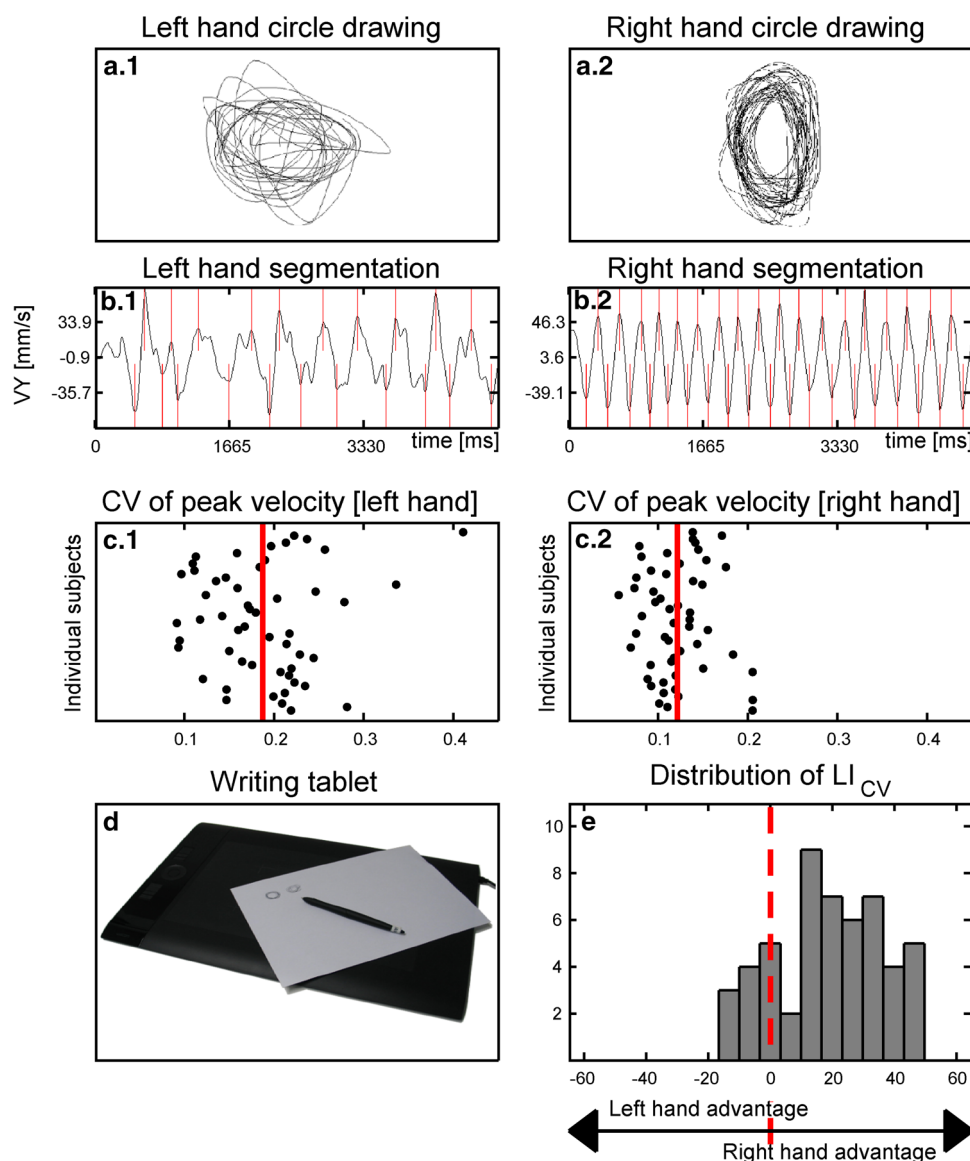 Left hand circle drawing
Right hand circle drawing
a.1
a.2
Left hand segmentation
Right hand segmentation
b.1
b.2
VY [mm/s]
33.9
-0.9
-35.7
46.3
3.6
-39.1
0
1665
3330
time [ms]
0
1665
3330
time [ms]
CV of peak velocity [left hand]
CV of peak velocity [right hand]
c.1
c.2
Individual subjects
Individual subjects
0.1
0.2
0.3
0.4
0.1
0.2
0.3
0.4
Writing tablet
Distribution of LI CV
d
e
10
8
6
4
2
-60
-40
-20
0
20
40
60
Left hand advantage
Right hand advantage